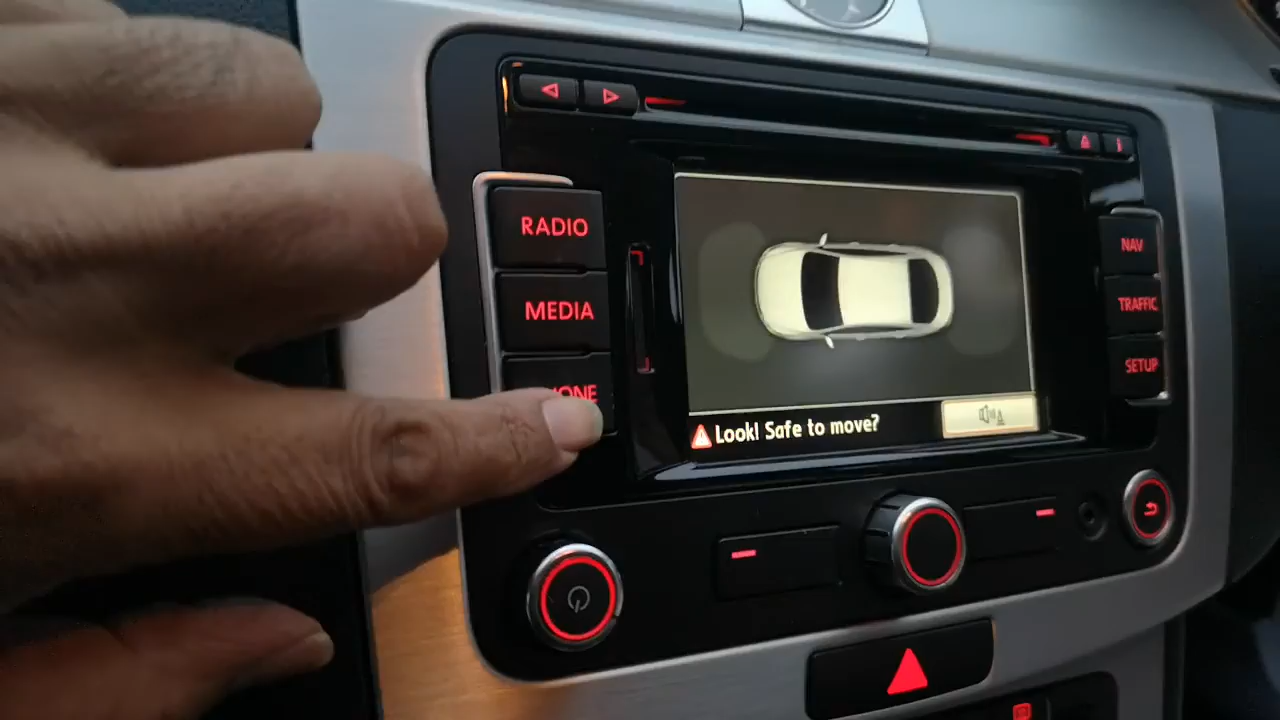 RADIO
MEDIA
NAV
TRAFFIC
SETUP
Look! Safe to move?